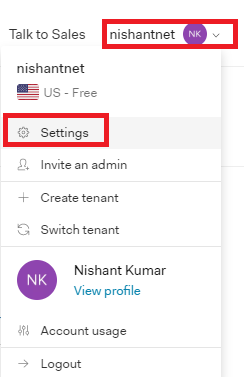 Talk to Sales nishantnet NK
nishantnet
US - Free
Settings
Invite an admin
Create tenant
Switch tenant
NK Nishant Kumar
View profile
Account usage
Logout